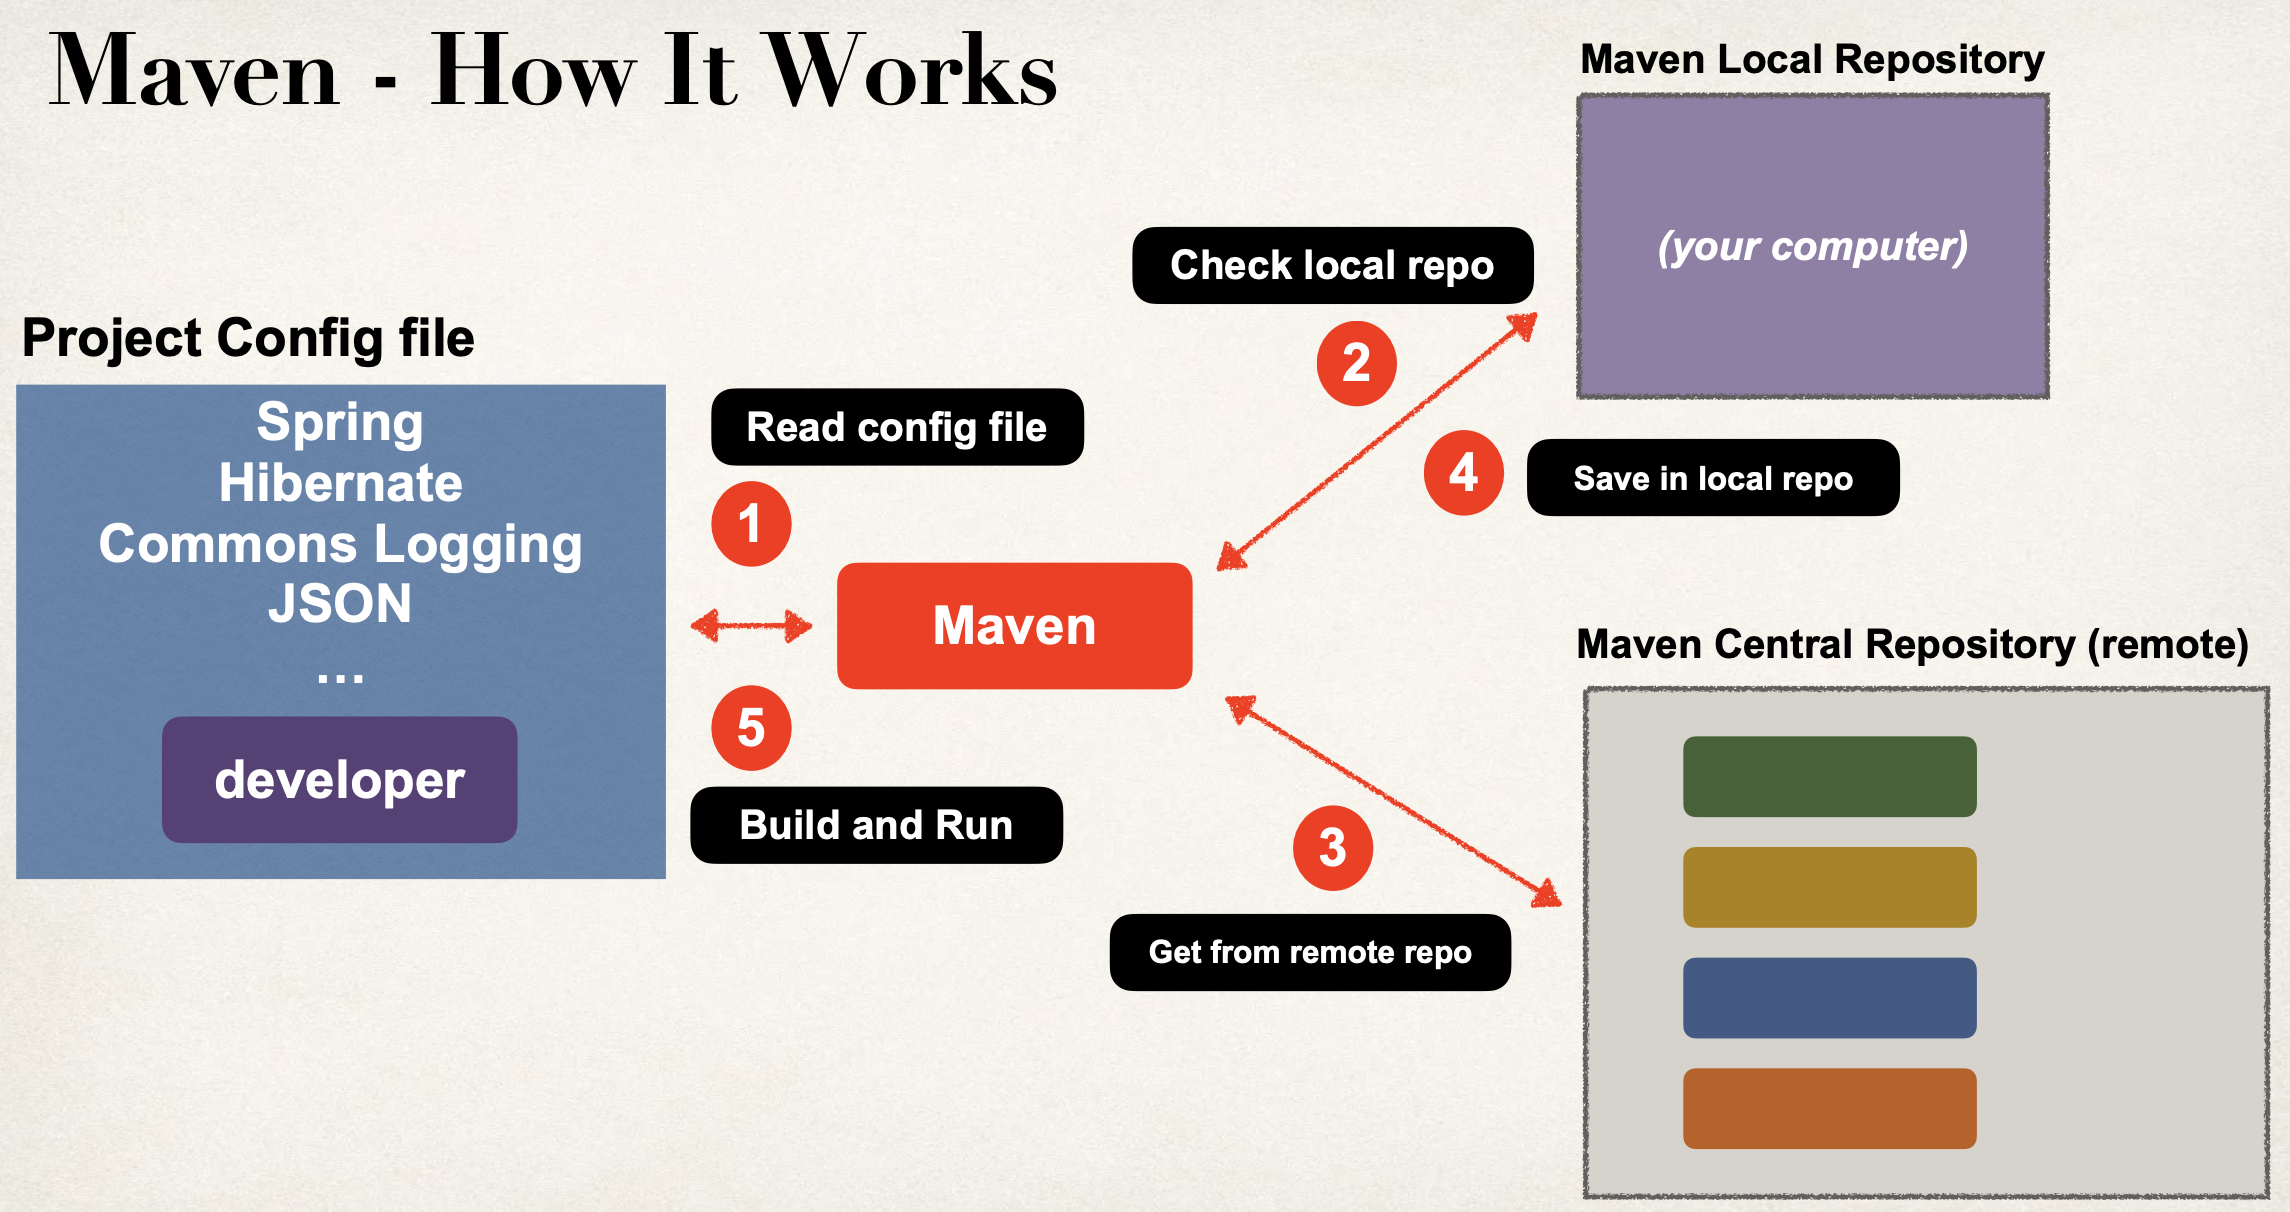 Maven - How It Works
Maven Local Repository
(your computer)
Check local repo
2
Project Config file
Spring
Hibernate
Commons Logging
JSON
...
developer
Read config file
1
4
Save in local repo
Maven
Maven Central Repository (remote)
5
Build and Run
3
Get from remote repo